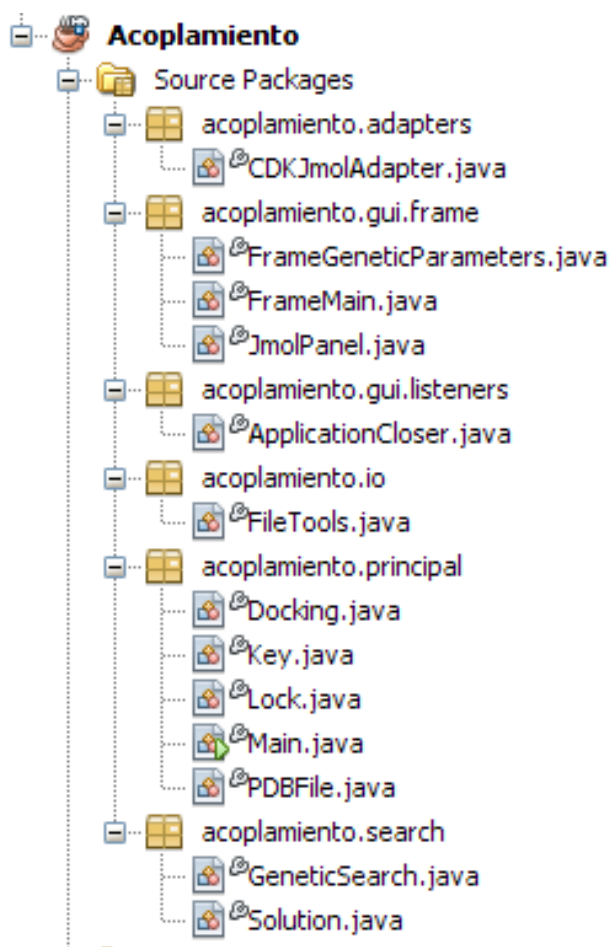 Acoplamiento
Source Packages
acoplamiento.adapters
CDKJmolAdapter.java
acoplamiento.gui.frame
FrameGeneticParameters.java
FrameMain.java
JmolPanel.java
acoplamiento.gui.listeners
ApplicationCloser.java
acoplamiento.io
FileTools.java
acoplamiento.principal
Docking.java
Key.java
Lock.java
Main.java
PDBFile.java
acoplamiento.search
GeneticSearch.java
Solution.java